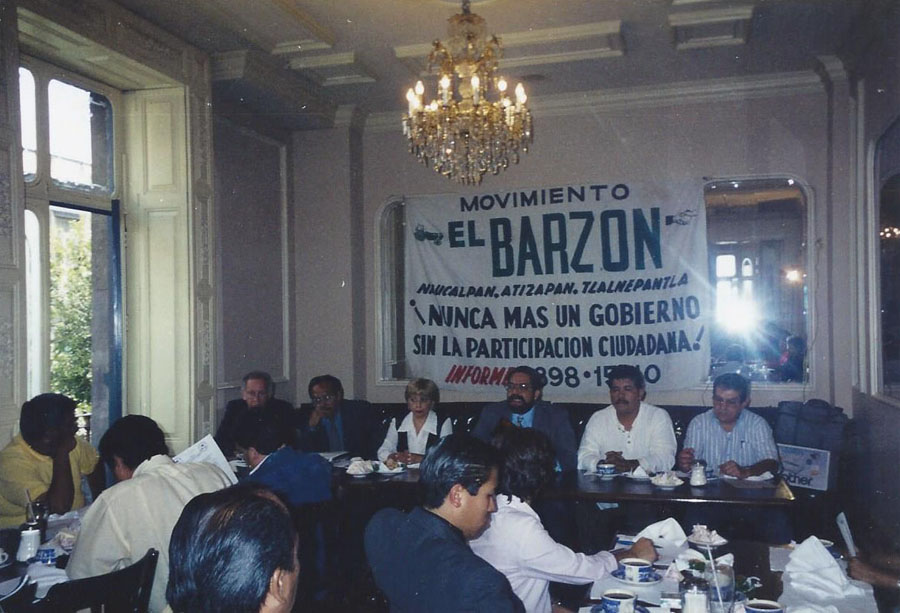 MOVIMIENTO
EL BARZON
NAUCALPAN, ATIZAPAN, TLALNEPANTLA
¡NUNCA MAS UN GOBIERNO
SIN LA PARTICIPACION CIUDADANA!